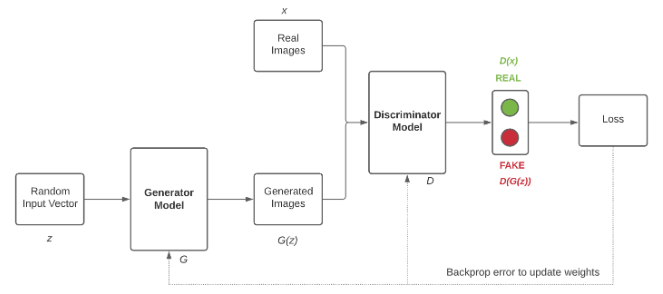 x
Real
Images
D(x)
REAL
Discriminator
Model
Loss
FAKE
D(G(z))
D
Random
Input Vector
z
Generator
Model
G
Generated
Images
G(z)
Backprop error to update weights